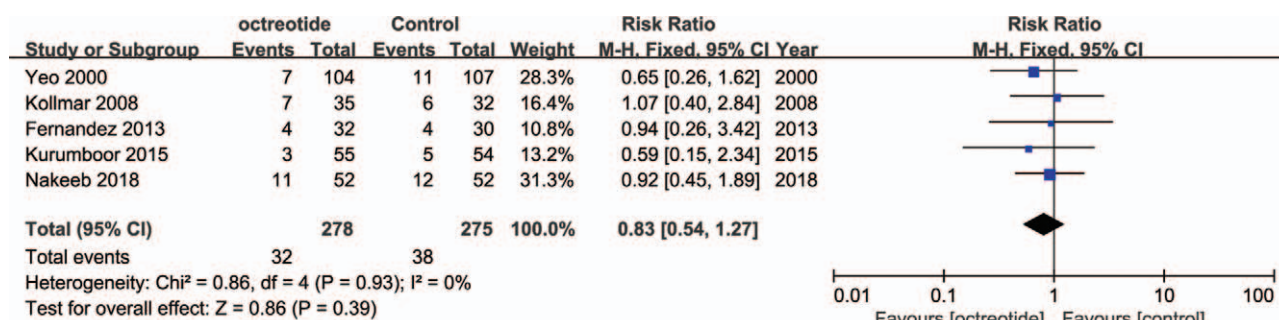 octreotide Control Risk Ratio Risk Ratio
Study or Subgroup Events Total Events Total Weight M-H, Fixed, 95% CI Year M-H, Fixed, 95% CI
Yeo 2000 7 104 11 107 28.3% 0.65 [0.26, 1.62] 2000
Kollmar 2008 7 35 6 32 16.4% 1.07 [0.40, 2.84] 2008
Fernandez 2013 4 32 4 30 10.8% 0.94 [0.26, 3.42] 2013
Kurumboor 2015 3 55 5 54 13.2% 0.59 [0.15, 2.34] 2015
Nakeeb 2018 11 52 12 52 31.3% 0.92 [0.45, 1.89] 2018
Total (95% CI) 278 275 100.0% 0.83 [0.54, 1.27]
Total events 32 38
Heterogeneity: Chi² = 0.86, df = 4 (P = 0.93); I² = 0%
Test for overall effect: Z = 0.86 (P = 0.39)
0.01 0.1 1 10 100
Favours [octreotide] Favours [control]